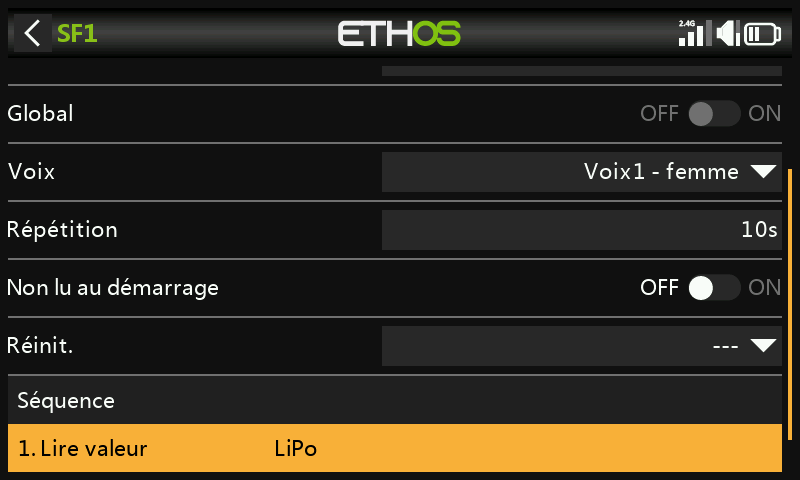 SF1
ETHOS
2.4G
Global OFF ON
Voix Voix1 - femme
Répétition 10s
Non lu au démarrage OFF ON
Réinit. ---
Séquence
1. Lire valeur LiPo